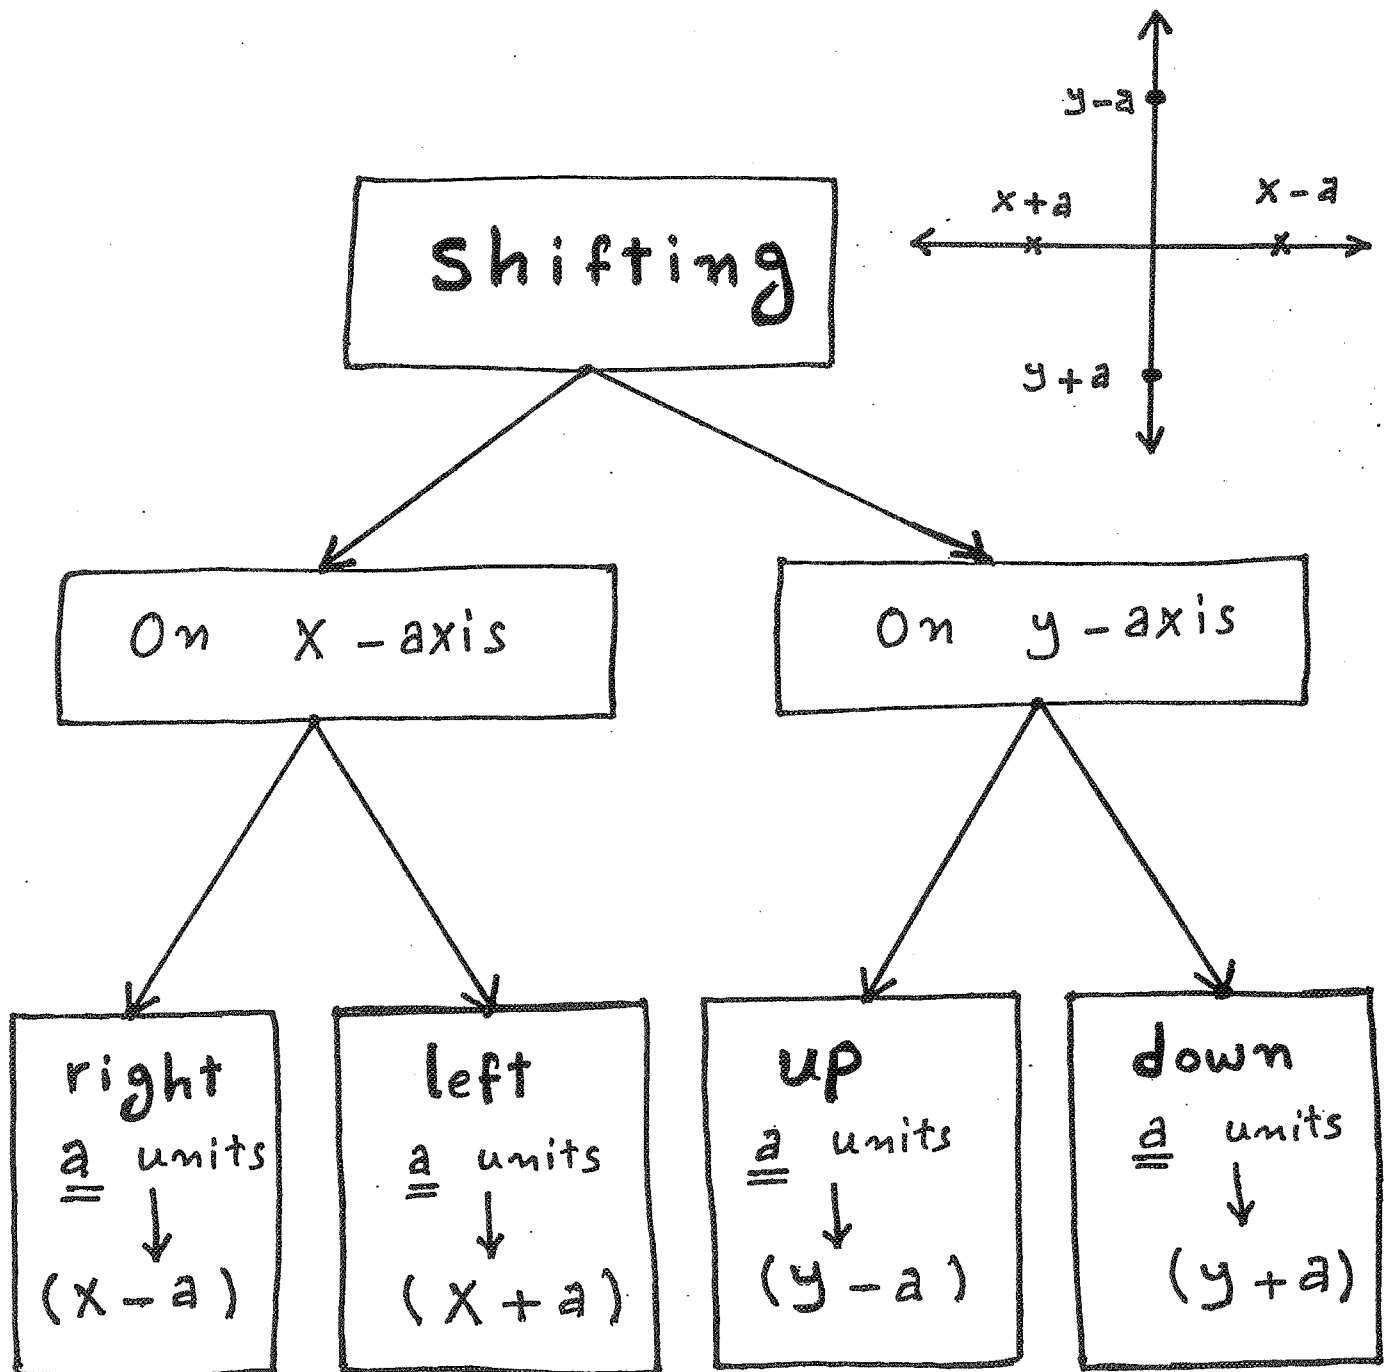 y-a
x+a
x-a
Shifting
y+a
On x-axis
On y-axis
right
a units
(x-a)
left
a units
(x+a)
up
a units
(y-a)
down
a units
(y+a)